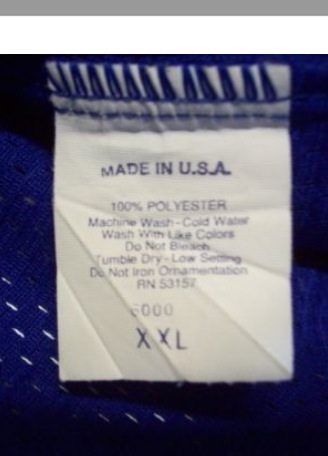 MADE IN U.S.A.
100% POLYESTER
Machine Wash-Cold Water
Wash With Like Colors
Do Not Bleach
Tumble Dry-Low Setting
Do Not Iron Ornamentation
RN 53157
6000
XXL